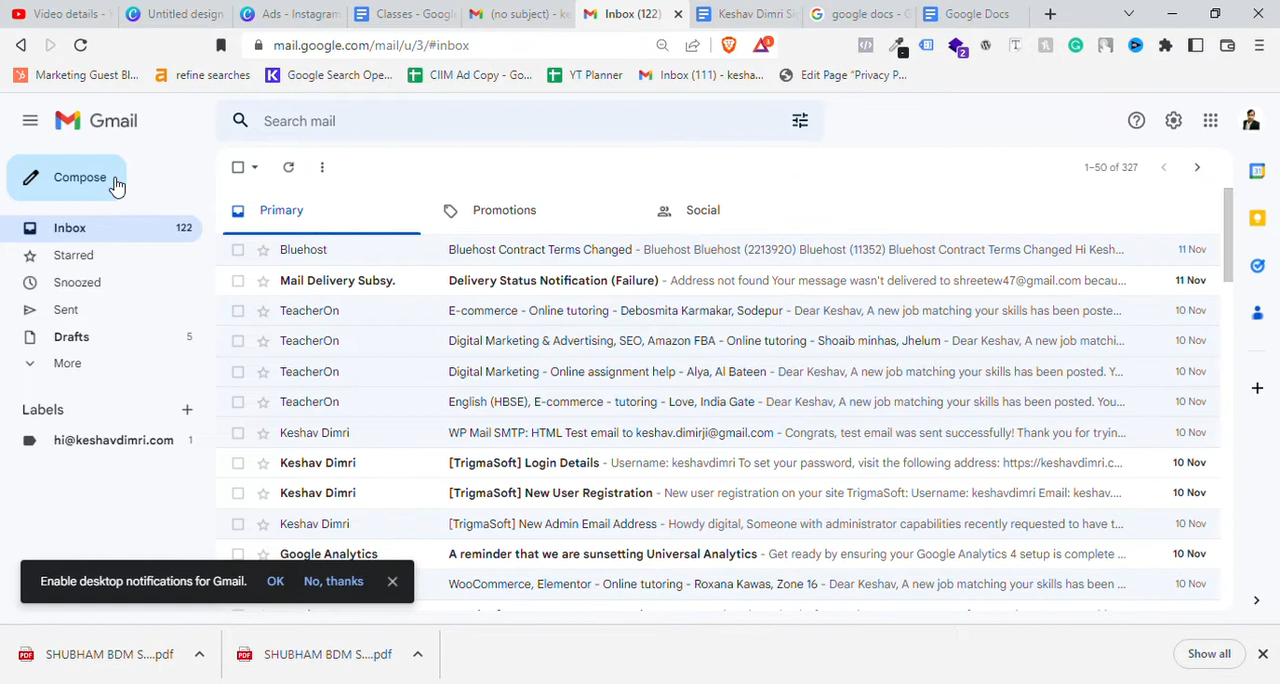 Video details - Untitled design Ads - Instagram Classes - Googl (no subject) - ke Inbox (122) Keshav Dimri Si google docs - G Google Docs
mail.google.com/mail/u/3/#inbox 3 2
Marketing Guest Bl... refine searches Google Search Ope... CIIM Ad Copy - Go... YT Planner Inbox (111) - kesha... Edit Page "Privacy P...
Gmail Search mail
Compose 1–50 of 327
Primary Promotions Social
Inbox 122
Starred
Snoozed
Sent
Drafts 5
More
Labels
hi@keshavdimri.com 1
Bluehost Bluehost Contract Terms Changed - Bluehost Bluehost (2213920) Bluehost (11352) Bluehost Contract Terms Changed Hi Kesh... 11 Nov
Mail Delivery Subsy. Delivery Status Notification (Failure) - Address not found Your message wasn't delivered to shreetew47@gmail.com becau... 11 Nov
TeacherOn E-commerce - Online tutoring - Debosmita Karmakar, Sodepur - Dear Keshav, A new job matching your skills has been poste... 10 Nov
TeacherOn Digital Marketing & Advertising, SEO, Amazon FBA - Online tutoring - Shoaib minhas, Jhelum - Dear Keshav, A new job matchi... 10 Nov
TeacherOn Digital Marketing - Online assignment help - Alya, Al Bateen - Dear Keshav, A new job matching your skills has been posted. Y... 10 Nov
TeacherOn English (HBSE), E-commerce - tutoring - Love, India Gate - Dear Keshav, A new job matching your skills has been posted. You... 10 Nov
Keshav Dimri WP Mail SMTP: HTML Test email to keshav.dimirji@gmail.com - Congrats, test email was sent successfully! Thank you for tryin... 10 Nov
Keshav Dimri [TrigmaSoft] Login Details - Username: keshavdimri To set your password, visit the following address: https://keshavdimri.c... 10 Nov
Keshav Dimri [TrigmaSoft] New User Registration - New user registration on your site TrigmaSoft: Username: keshavdimri Email: keshav.... 10 Nov
Keshav Dimri [TrigmaSoft] New Admin Email Address - Howdy digital, Someone with administrator capabilities recently requested to have t... 10 Nov
Google Analytics A reminder that we are sunsetting Universal Analytics - Get ready by ensuring your Google Analytics 4 setup is complete ... 10 Nov
WooCommerce, Elementor - Online tutoring - Roxana Kawas, Zone 16 - Dear Keshav, A new job matching your skills has been ... 10 Nov
Enable desktop notifications for Gmail. OK No, thanks
SHUBHAM BDM S....pdf SHUBHAM BDM S....pdf Show all